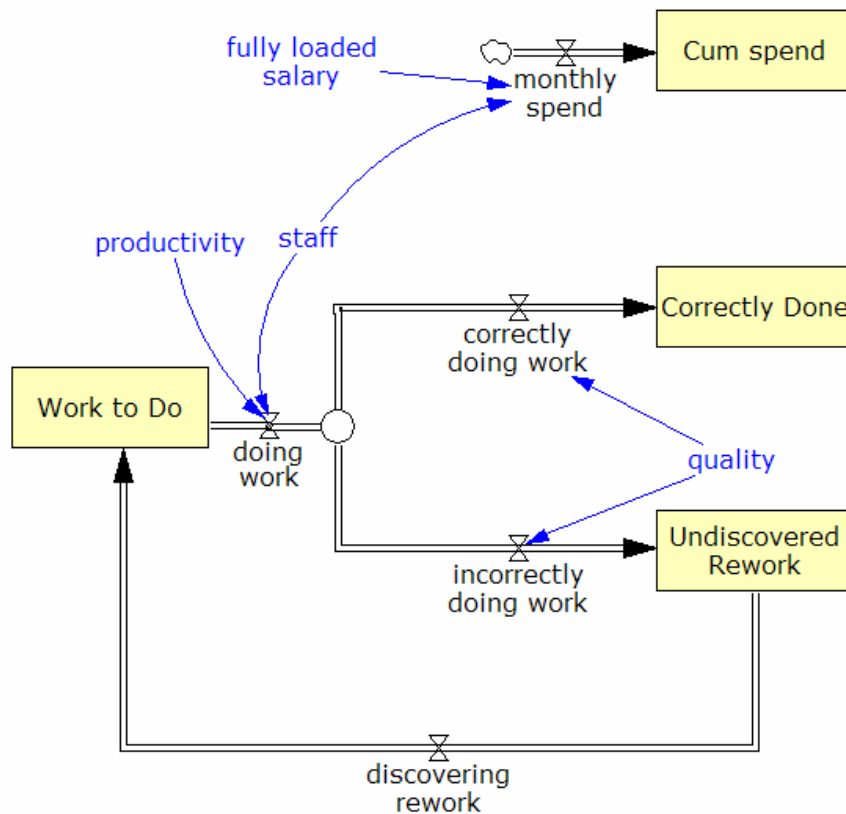 fully loaded
salary
monthly
spend
Cum spend
productivity
staff
correctly
doing work
Correctly Done
Work to Do
doing
work
quality
incorrectly
doing work
Undiscovered
Rework
discovering
rework